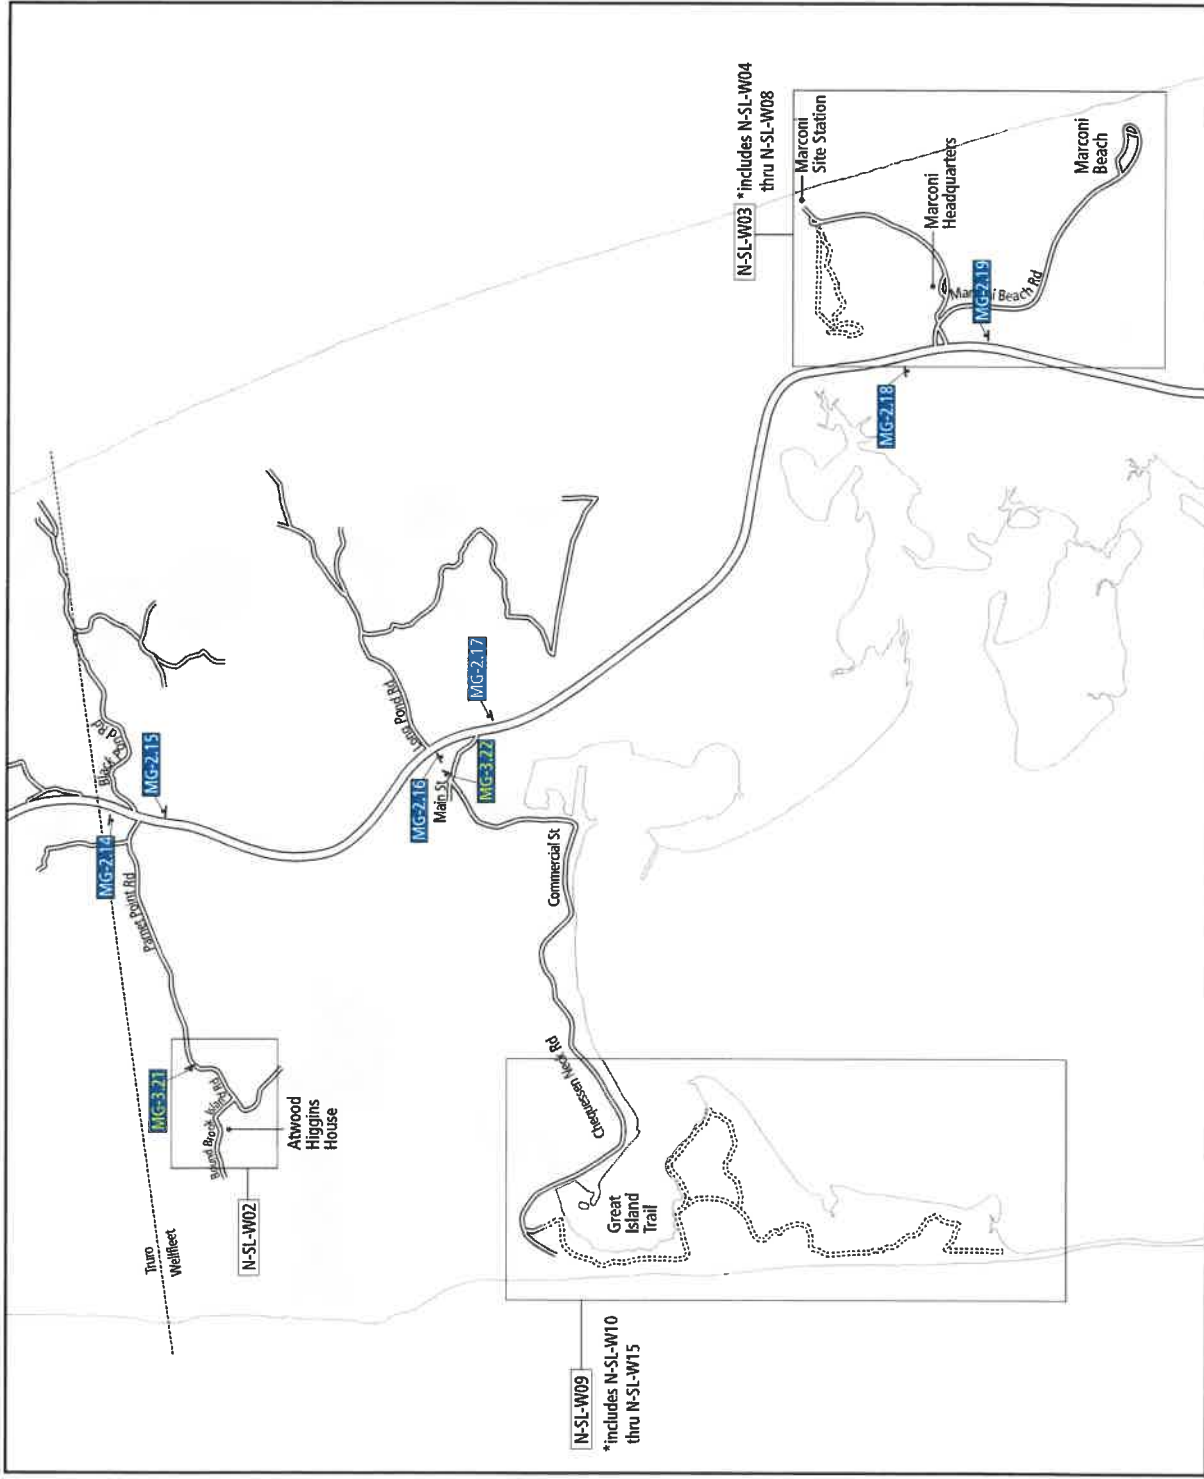 Truro
Wellfleet
MG-2.14
MG-2.15
Black Pond Rd
Pamet Point Rd
MG-3.21
Bound Brook Island Rd
Atwood
Higgins
House
N-SL-W02
Long Pond Rd
MG-2.16
MG-2.17
Main St
MG-3.22
Commercial St
Chequessen Neck Rd
Great
Island
Trail
N-SL-W09
*includes N-SL-W10
thru N-SL-W15
N-SL-W03
*includes N-SL-W04
thru N-SL-W08
Marconi
Site Station
Marconi
Headquarters
Marconi
Beach
Marconi Beach Rd
MG-2.18
MG-2.19